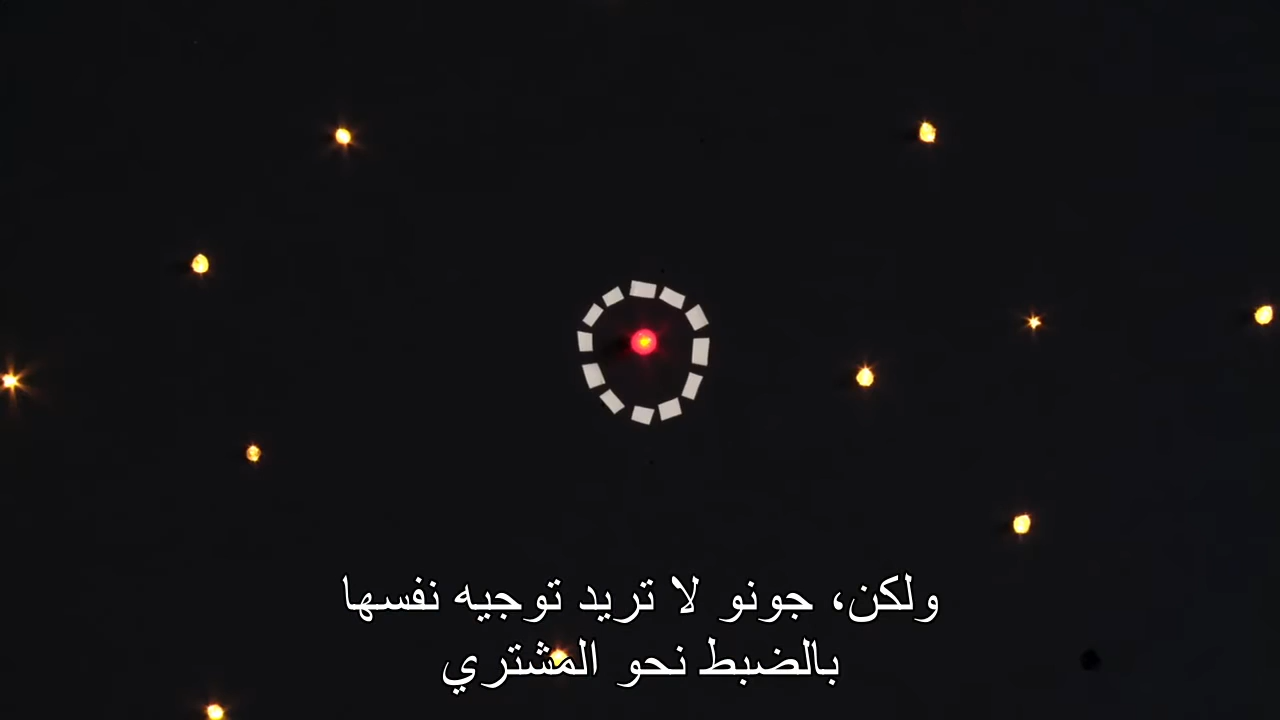 ولكن، جونو لا تريد توجيه نفسها
بالضبط نحو المشتري